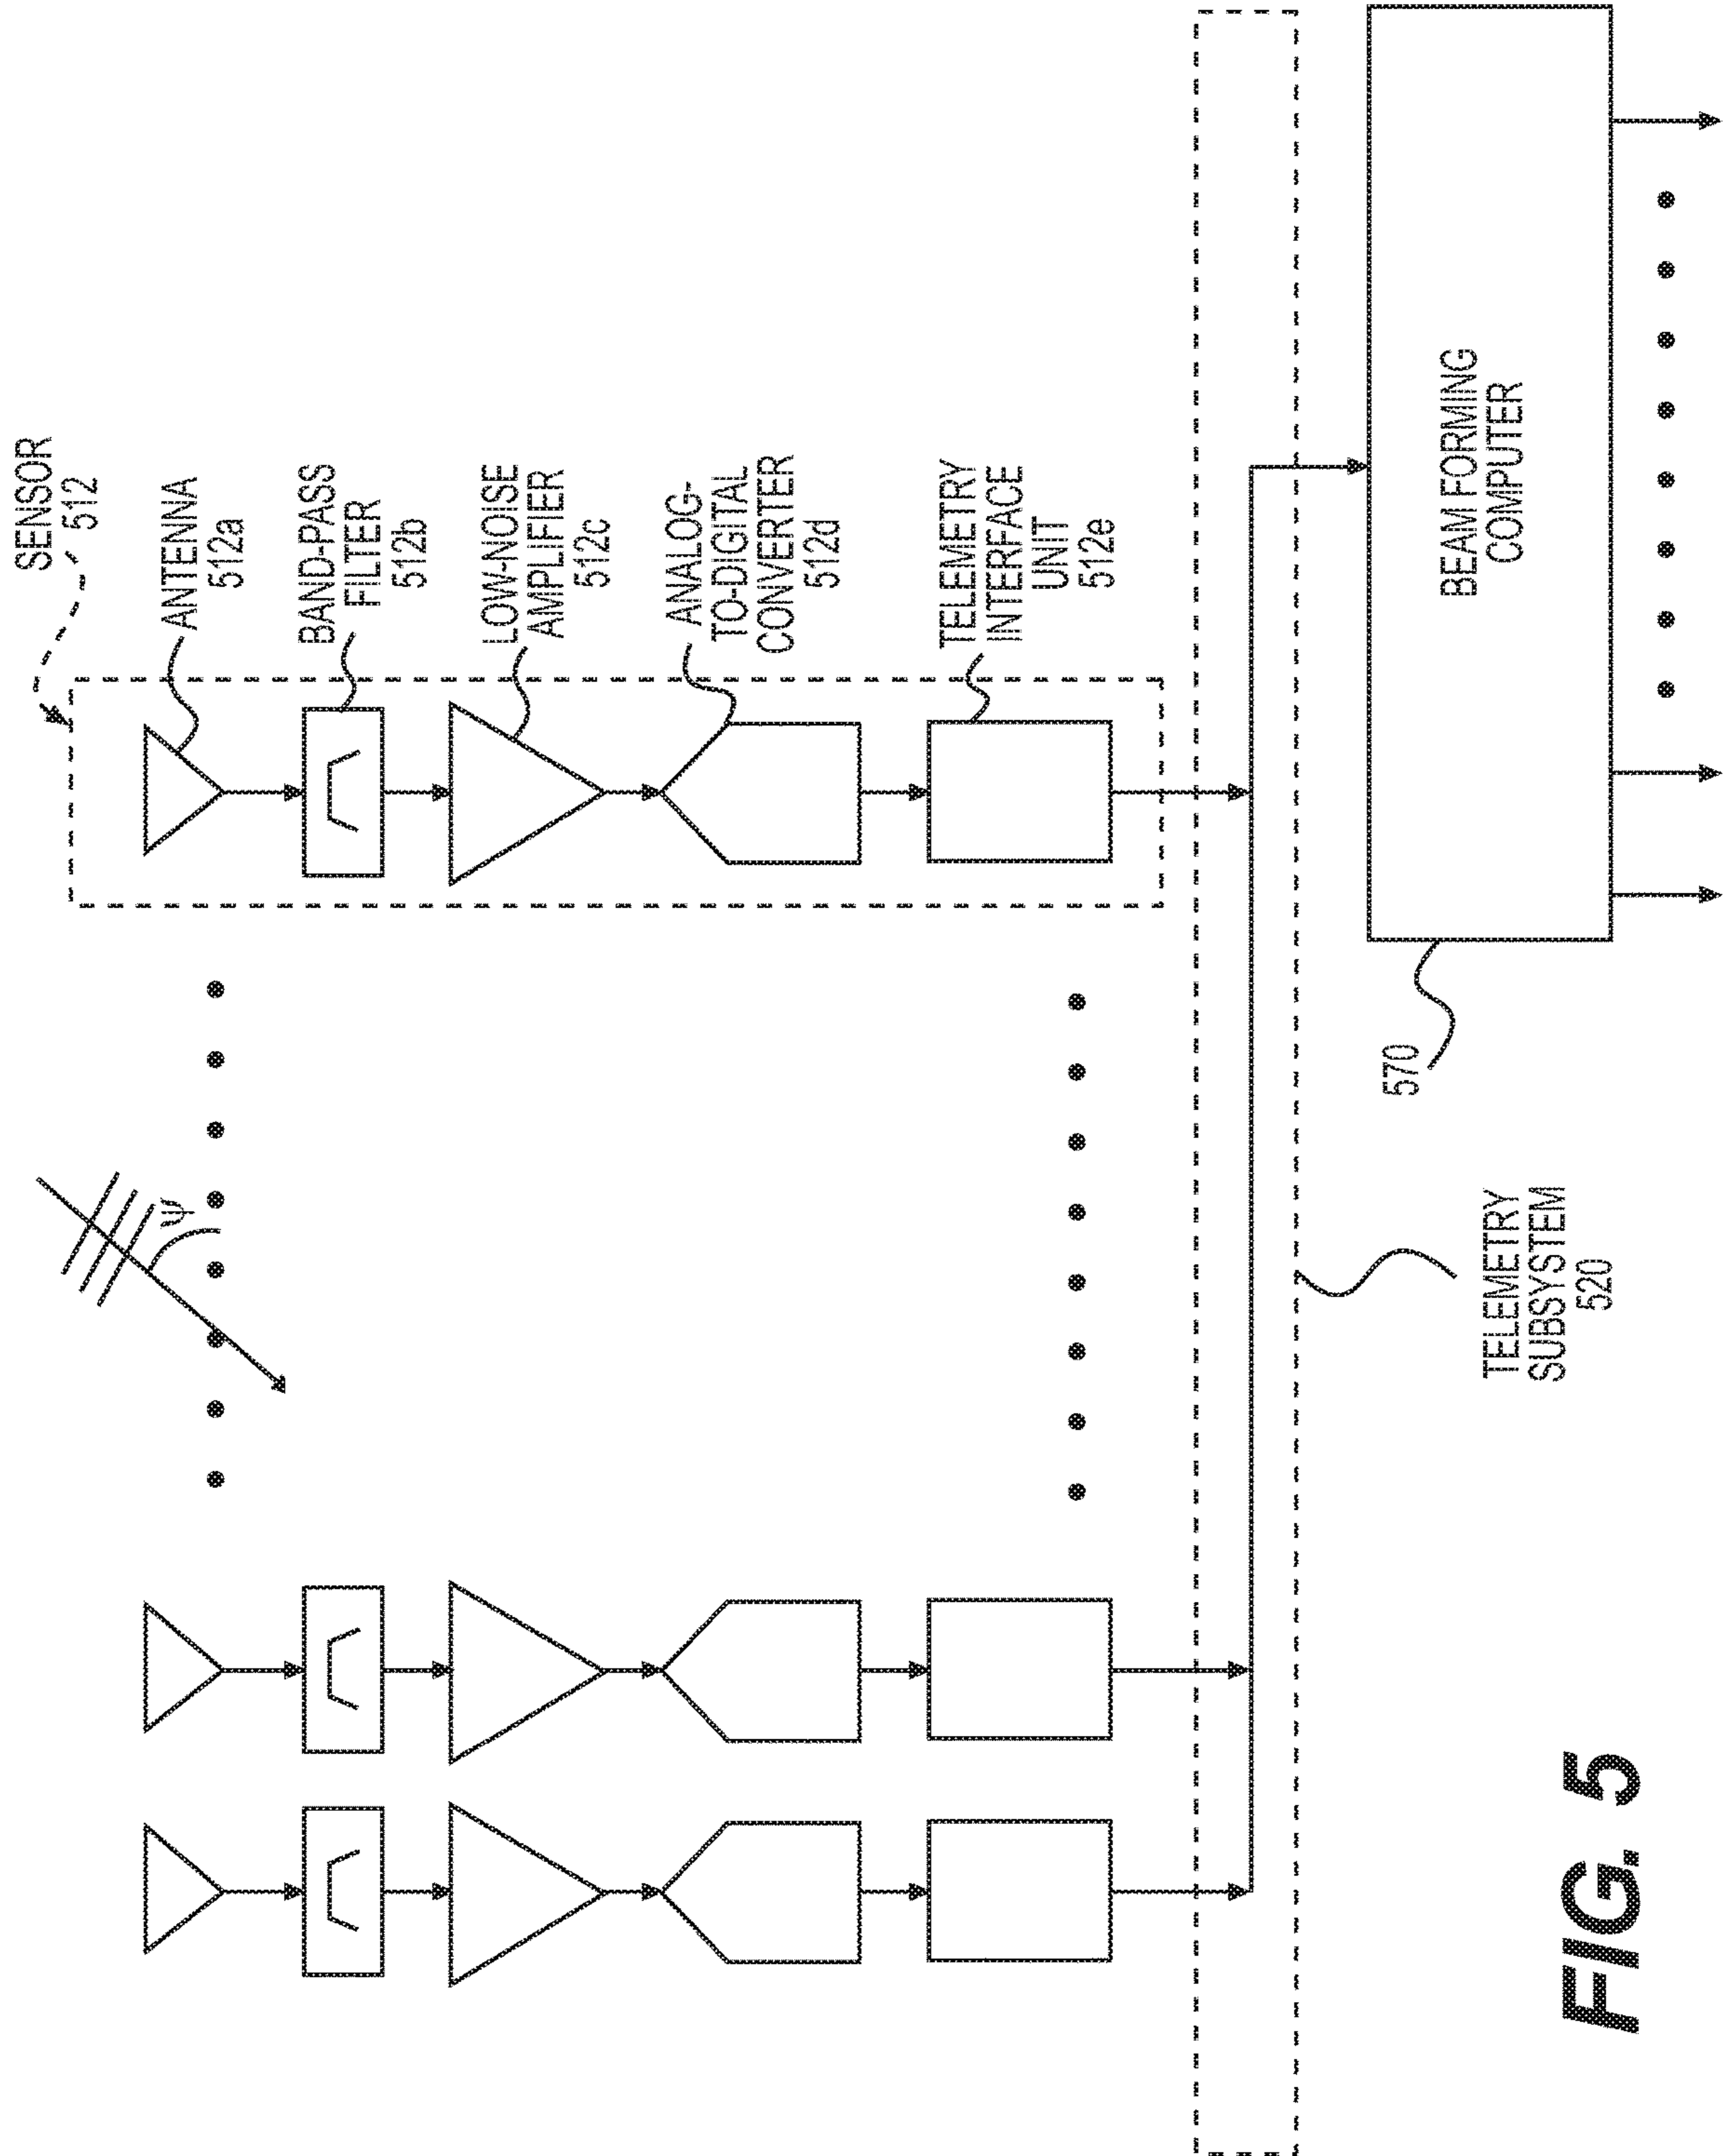 SENSOR
512
ANTENNA
512a
BAND-PASS
FILTER
512b
LOW-NOISE
AMPLIFIER
512c
ANALOG-
TO-DIGITAL
CONVERTER
512d
TELEMETRY
INTERFACE
UNIT
512e
ψ
BEAM FORMING
COMPUTER
570
TELEMETRY
SUBSYSTEM
520
FIG. 5